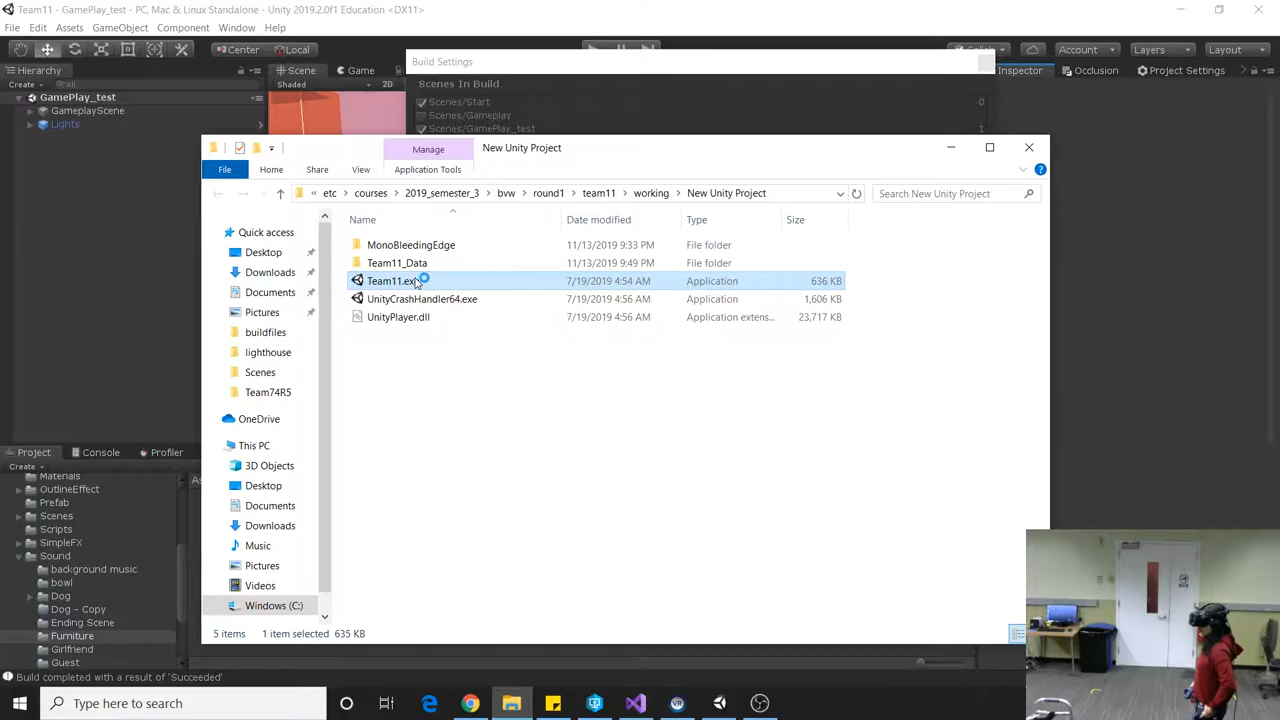 Team11 - GamePlay_test - PC, Mac & Linux Standalone - Unity 2019.2.0f1 Education <DX11>
File Edit Assets GameObject Component Window Help
Center Local Collab Account Layers Layout
Hierarchy Scene Game Build Settings Inspector Occlusion Project Settings
Create All Shaded 2D Scenes In Build
GamePlay_test
Scenes/Start 0
GameplayScene Scenes/Gameplay
Lights Scenes/GamePlay_test 1
Manage New Unity Project
File Home Share View Application Tools
« etc courses 2019_semester_3 bvw round1 team11 working New Unity Project Search New Unity Project
Name Date modified Type Size
Quick access
Desktop
Downloads
Documents
Pictures
buildfiles
lighthouse
Scenes
Team74R5
OneDrive
This PC
3D Objects
Desktop
Documents
Downloads
Music
Pictures
Videos
Windows (C:)
MonoBleedingEdge 11/13/2019 9:33 PM File folder
Team11_Data 11/13/2019 9:49 PM File folder
Team11.ex 7/19/2019 4:54 AM Application 636 KB
UnityCrashHandler64.exe 7/19/2019 4:56 AM Application 1,606 KB
UnityPlayer.dll 7/19/2019 4:56 AM Application extens... 23,717 KB
5 items 1 item selected 635 KB
Project Console Profiler
Create
Materials
OutlineEffect
Prefab
Scenes
Scripts
SimpleFX
Sound
background music
bowl
Dog
Dog - Copy
Ending Scene
Furniture
Girlfriend
Guest
Build completed with a result of 'Succeeded'
Type here to search